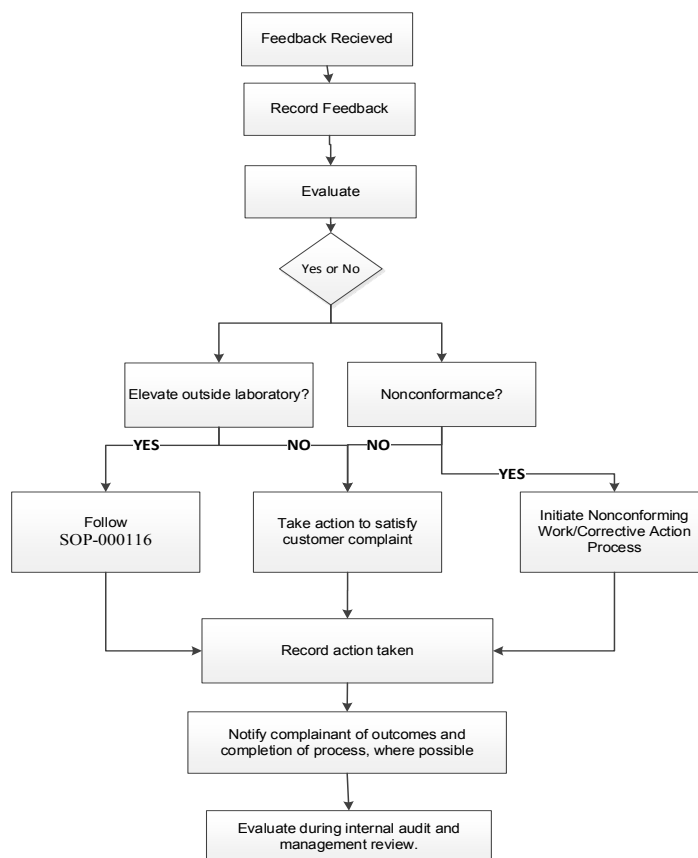 Feedback Recieved
Record Feedback
Evaluate
Yes or No
Elevate outside laboratory?
Nonconformance?
YES
NO
NO
YES
Follow
SOP-000116
Take action to satisfy
customer complaint
Initiate Nonconforming
Work/Corrective Action
Process
Record action taken
Notify complainant of outcomes and
completion of process, where possible
Evaluate during internal audit and
management review.